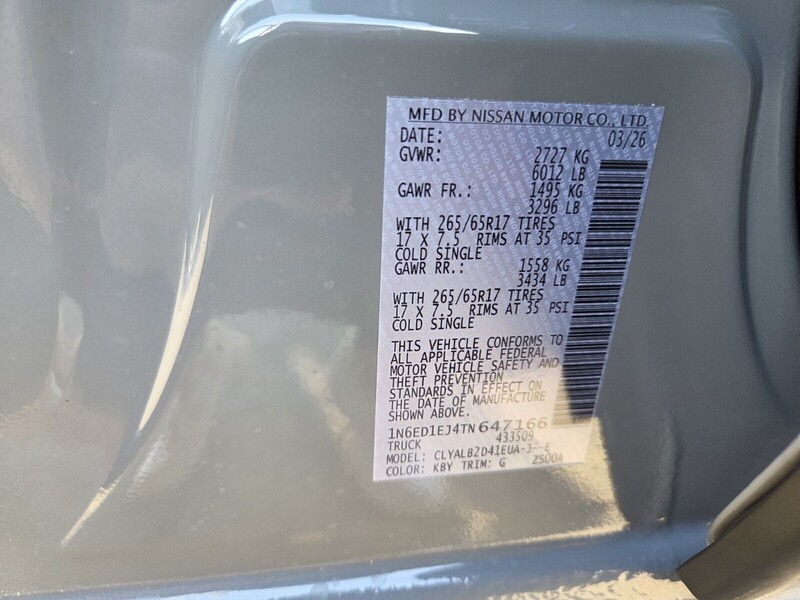 MFD BY NISSAN MOTOR CO., LTD.
DATE: 03/26
GVWR: 2727 KG
6012 LB
GAWR FR.: 1495 KG
3296 LB
WITH 265/65R17 TIRES
17 X 7.5 RIMS AT 35 PSI
COLD SINGLE
GAWR RR.: 1558 KG
3434 LB
WITH 265/65R17 TIRES
17 X 7.5 RIMS AT 35 PSI
COLD SINGLE
THIS VEHICLE CONFORMS TO
ALL APPLICABLE FEDERAL
MOTOR VEHICLE SAFETY AND
THEFT PREVENTION
STANDARDS IN EFFECT ON
THE DATE OF MANUFACTURE
SHOWN ABOVE.
1N6ED1EJ4TN647166
TRUCK 433509
MODEL: CLYALB2D41EUA-J--E
COLOR: KBY TRIM: G ZS00A